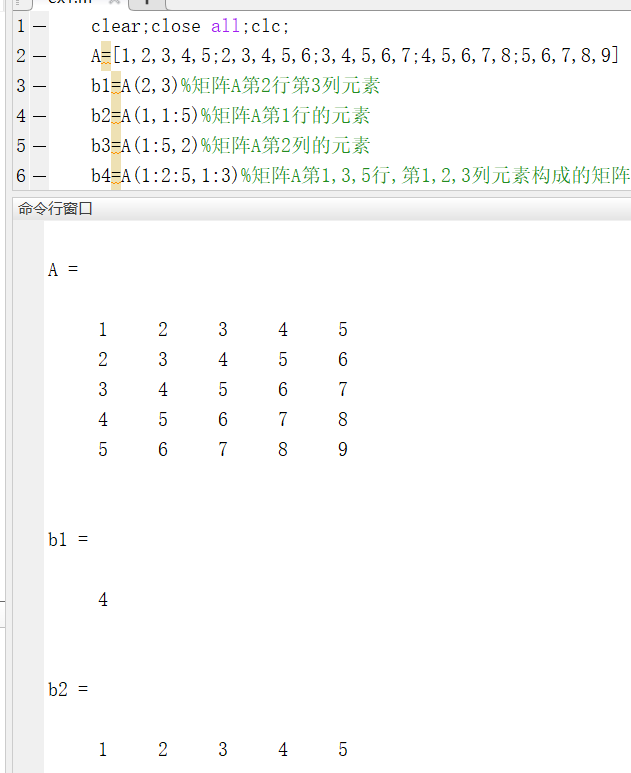 1 — clear;close all;clc;
2 — A=[1,2,3,4,5;2,3,4,5,6;3,4,5,6,7;4,5,6,7,8;5,6,7,8,9]
3 — b1=A(2,3)%矩阵A第2行第3列元素
4 — b2=A(1,1:5)%矩阵A第1行的元素
5 — b3=A(1:5,2)%矩阵A第2列的元素
6 — b4=A(1:2:5,1:3)%矩阵A第1,3,5行,第1,2,3列元素构成的矩阵
命令行窗口
A =
1 2 3 4 5
2 3 4 5 6
3 4 5 6 7
4 5 6 7 8
5 6 7 8 9
b1 =
4
b2 =
1 2 3 4 5